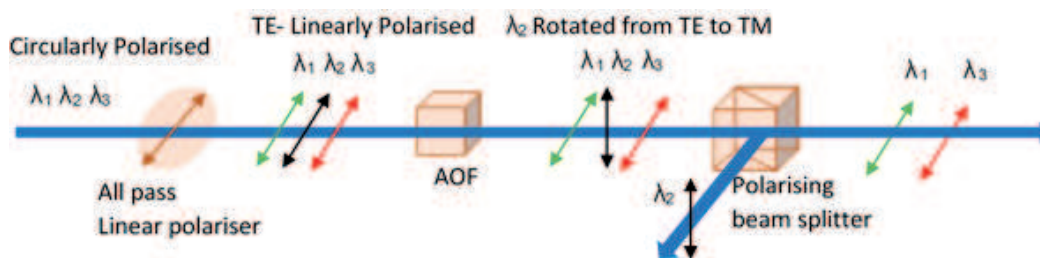 Circularly Polarised
TE- Linearly Polarised
λ2 Rotated from TE to TM
λ1 λ2 λ3
λ1 λ2 λ3
λ1 λ2 λ3
λ1 λ3
All pass
Linear polariser
AOF
λ2
Polarising
beam splitter